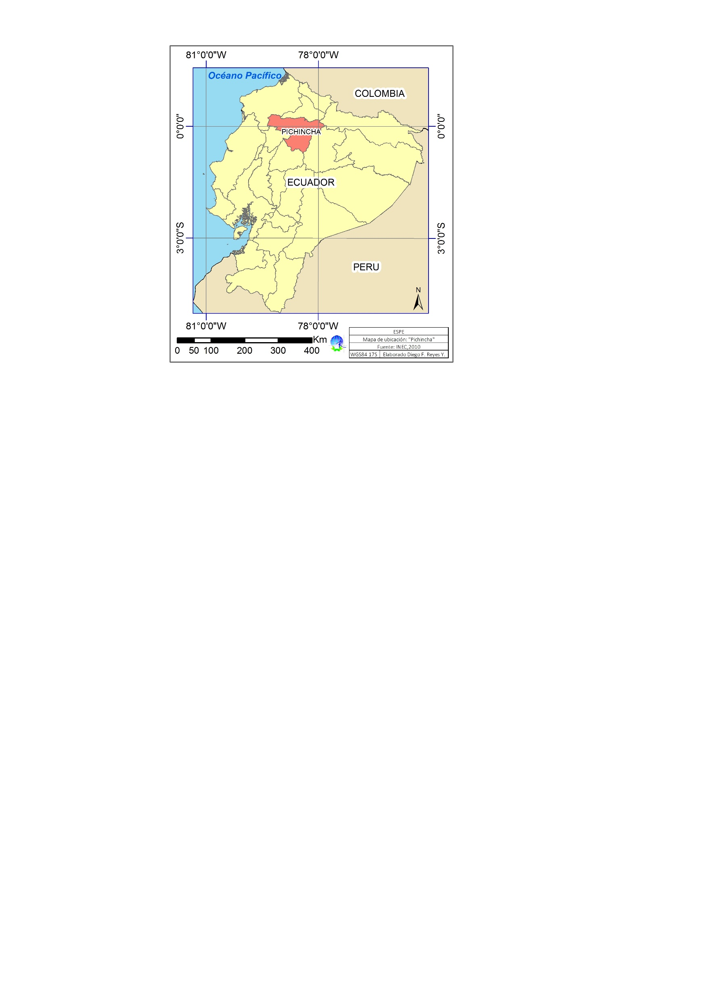 81°0'0"W 78°0'0"W
Océano Pacífico
COLOMBIA
0°0'0" 0°0'0"
PICHINCHA
ECUADOR
3°0'0"S 3°0'0"S
PERU
N
81°0'0"W 78°0'0"W
Km
0 50 100 200 300 400
ESPE
Mapa de ubicación: "Pichincha"
Fuente: INEC,2010
WGS84 17S Elaborado Diego F. Reyes Y.